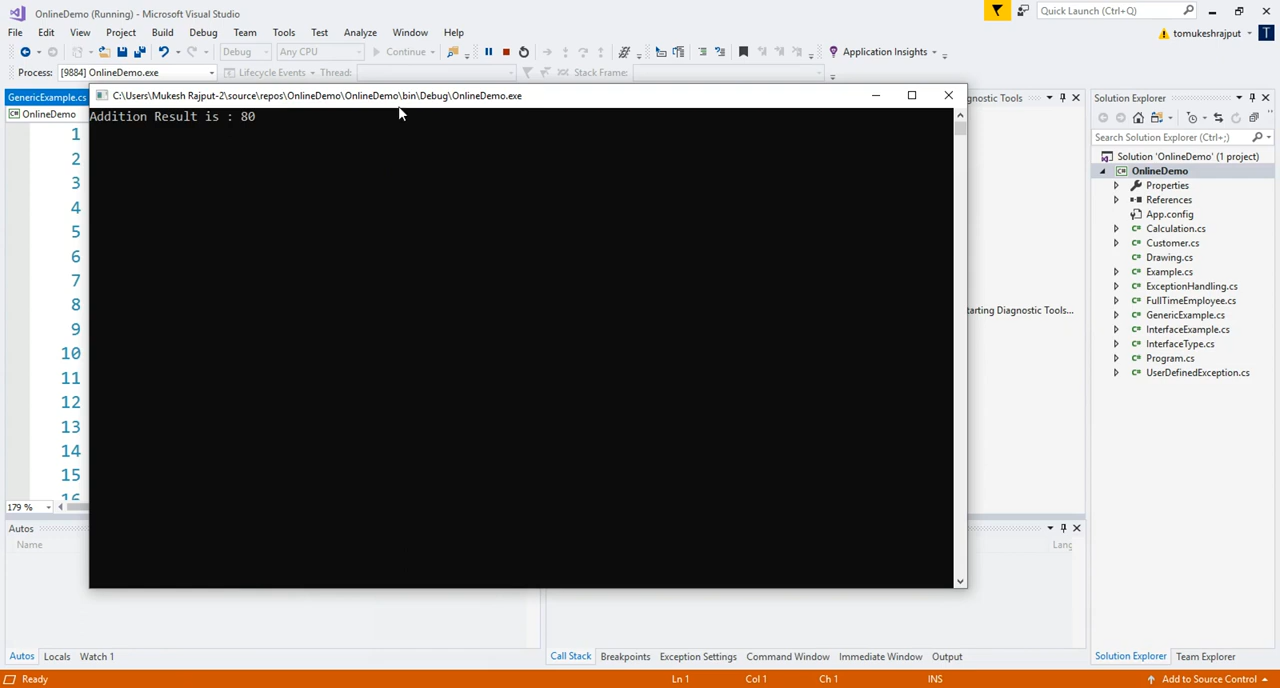 OnlineDemo (Running) - Microsoft Visual Studio
Quick Launch (Ctrl+Q)
File Edit View Project Build Debug Team Tools Test Analyze Window Help
tomukeshrajput
Debug Any CPU Continue Application Insights
Process: [9884] OnlineDemo.exe Lifecycle Events Thread: Stack Frame:
GenericExample.cs
C:\Users\Mukesh Rajput-2\source\repos\OnlineDemo\OnlineDemo\bin\Debug\OnlineDemo.exe
gnostic Tools
Solution Explorer
OnlineDemo
Addition Result is : 80
Search Solution Explorer (Ctrl+;)
1
2
3
4
5
6
7
8
9
10
11
12
13
14
15
16
Solution 'OnlineDemo' (1 project)
OnlineDemo
Properties
References
App.config
Calculation.cs
Customer.cs
Drawing.cs
Example.cs
ExceptionHandling.cs
FullTimeEmployee.cs
GenericExample.cs
InterfaceExample.cs
InterfaceType.cs
Program.cs
UserDefinedException.cs
tarting Diagnostic Tools...
179 %
Autos
Name
Lang
Autos Locals Watch 1
Call Stack Breakpoints Exception Settings Command Window Immediate Window Output
Solution Explorer Team Explorer
Ready
Ln 1 Col 1 Ch 1 INS
Add to Source Control